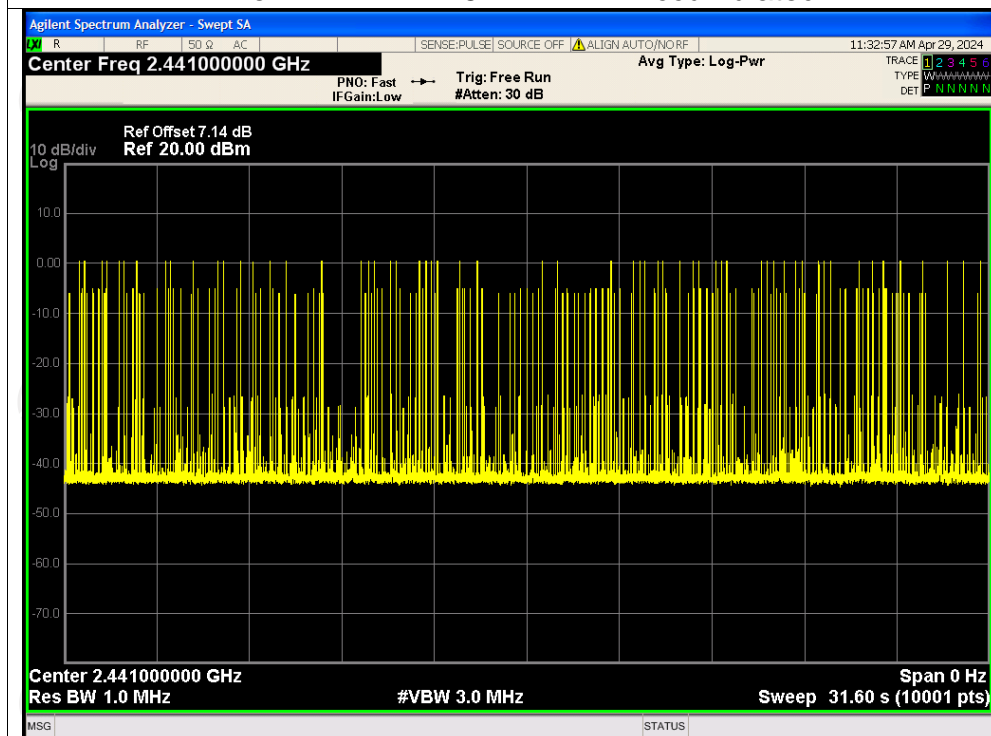 Agilent Spectrum Analyzer - Swept SA
LXI R RF 50 Ω AC SENSE:PULSE SOURCE OFF ALIGN AUTO/NO RF 11:32:57 AM Apr 29, 2024
Center Freq 2.441000000 GHz Avg Type: Log-Pwr TRACE 1 2 3 4 5 6
PNO: Fast Trig: Free Run TYPE
IFGain:Low #Atten: 30 dB DET P N N N N N
Ref Offset 7.14 dB
10 dB/div Ref 20.00 dBm
Log
10.0
0.00
-10.0
-20.0
-30.0
-40.0
-50.0
-60.0
-70.0
Center 2.441000000 GHz Span 0 Hz
Res BW 1.0 MHz #VBW 3.0 MHz Sweep 31.60 s (10001 pts)
MSG STATUS